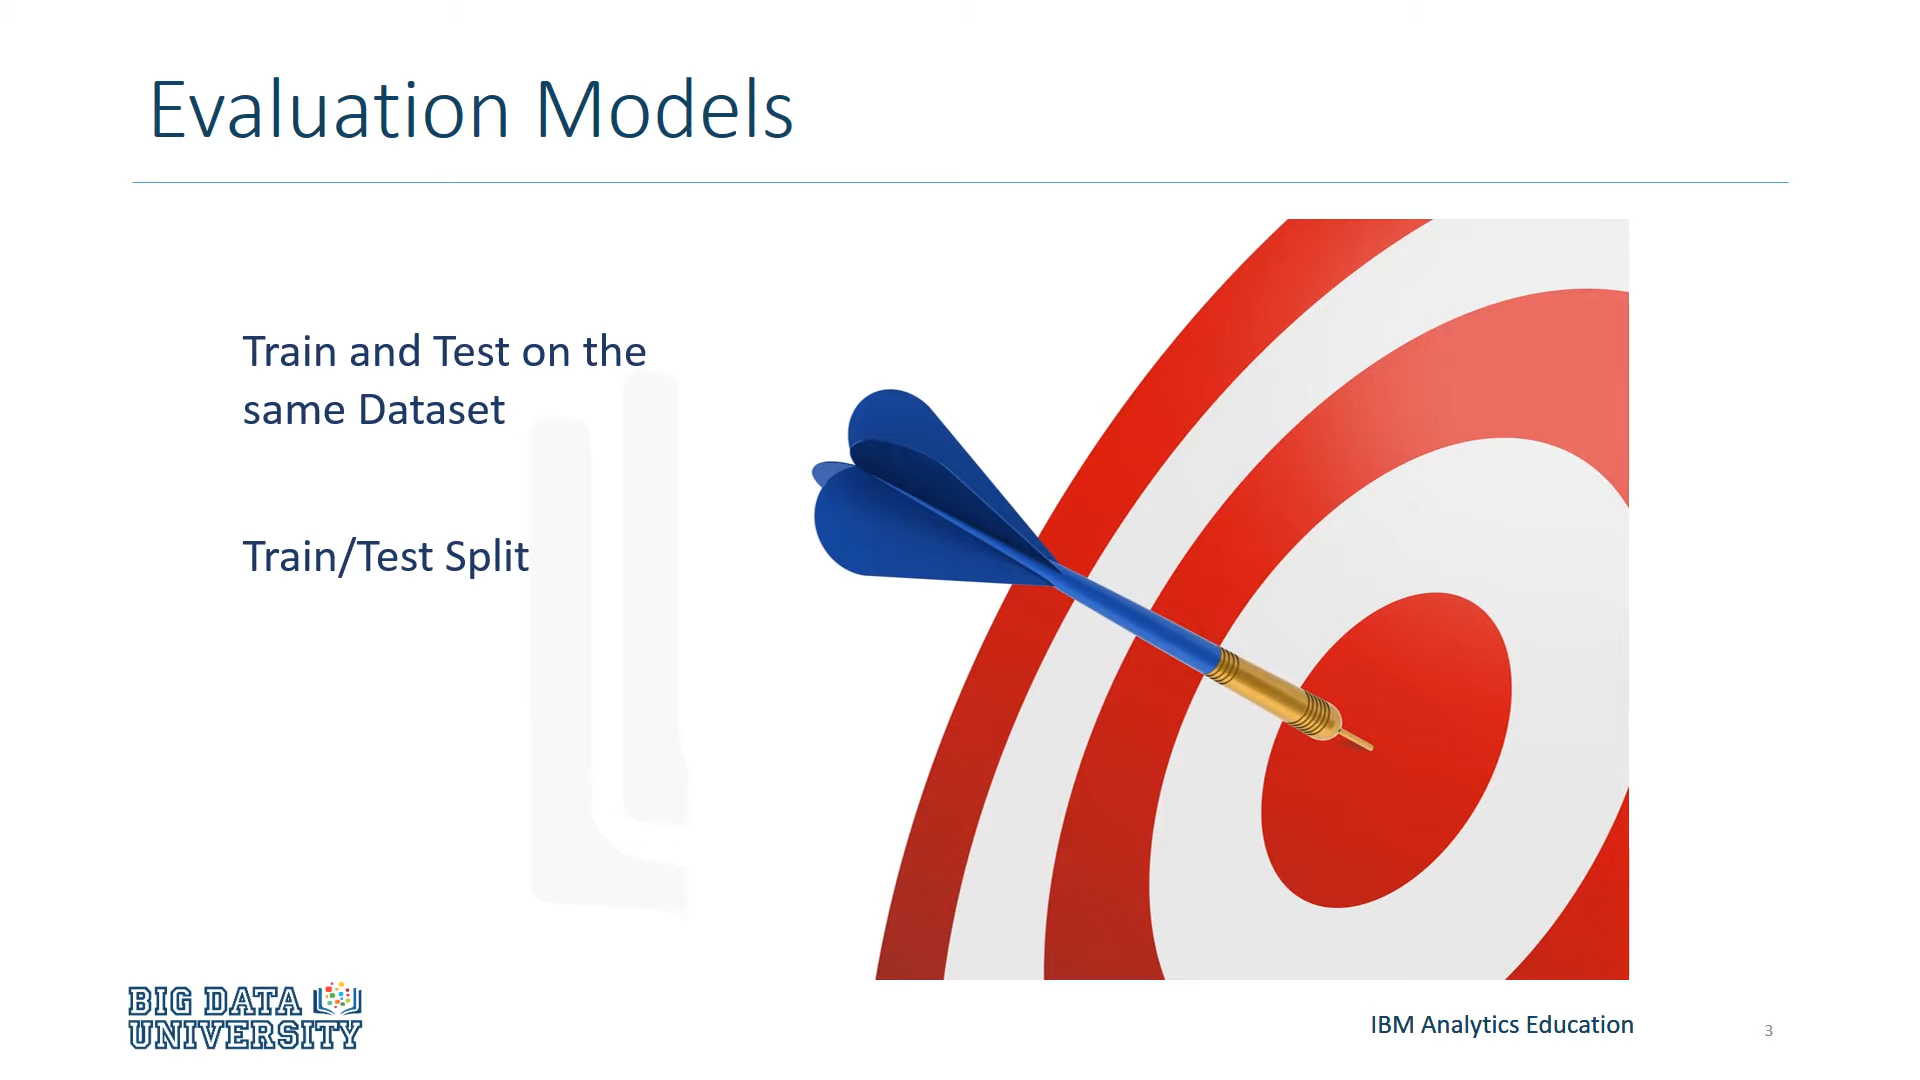 Evaluation Models
Train and Test on the
same Dataset
Train/Test Split
BIG DATA
UNIVERSITY
IBM Analytics Education
3